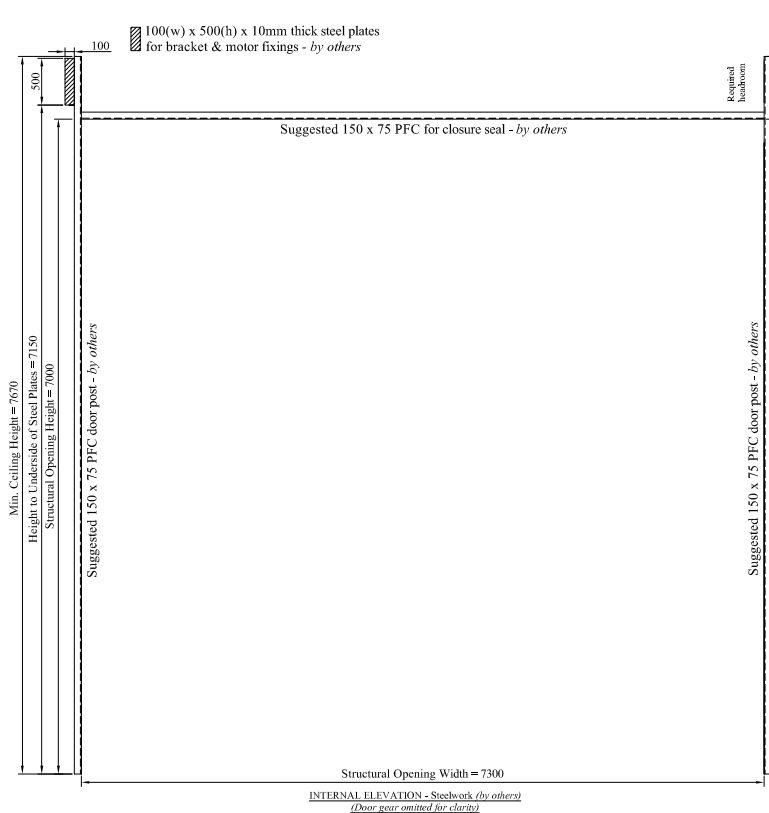 100(w) x 500(h) x 10mm thick steel plates
for bracket & motor fixings - by others
100
500
Required
headroom
Suggested 150 x 75 PFC for closure seal - by others
Min. Ceiling Height = 7670
Height to Underside of Steel Plates = 7150
Structural Opening Height = 7000
Suggested 150 x 75 PFC door post - by others
Suggested 150 x 75 PFC door post - by others
Structural Opening Width = 7300
INTERNAL ELEVATION - Steelwork (by others)
(Door gear omitted for clarity)